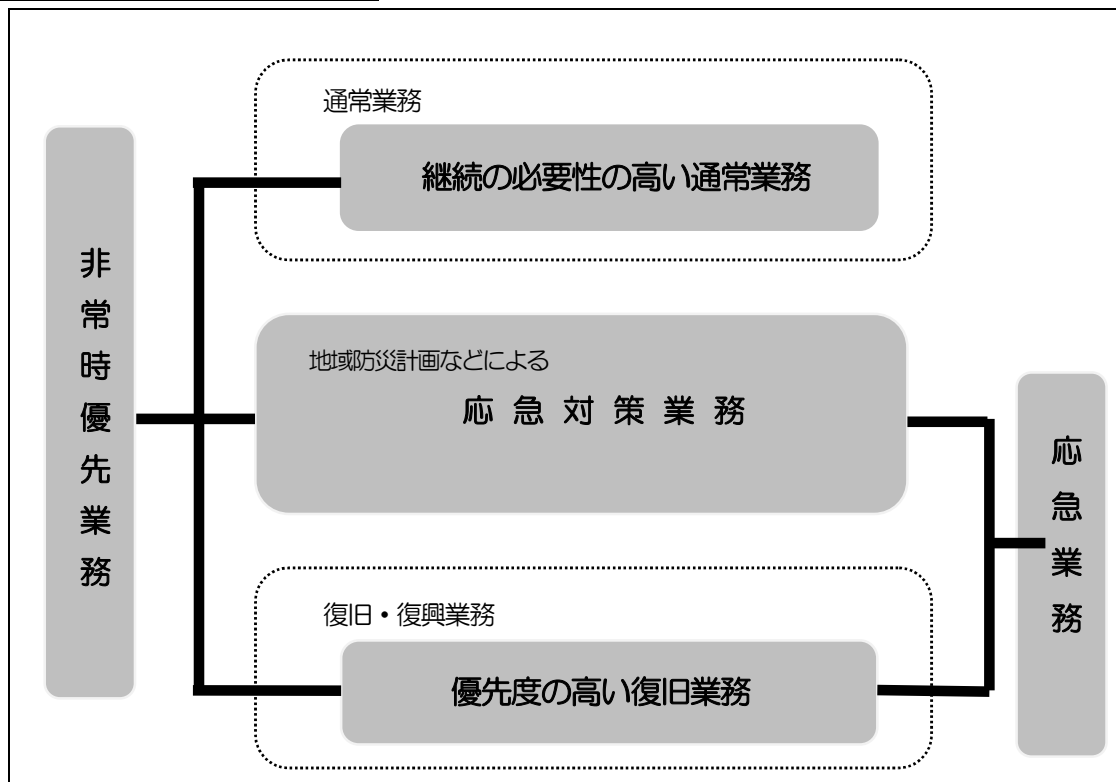 非常時優先業務
通常業務
継続の必要性の高い通常業務
地域防災計画などによる
応急対策業務
復旧・復興業務
優先度の高い復旧業務
応急業務